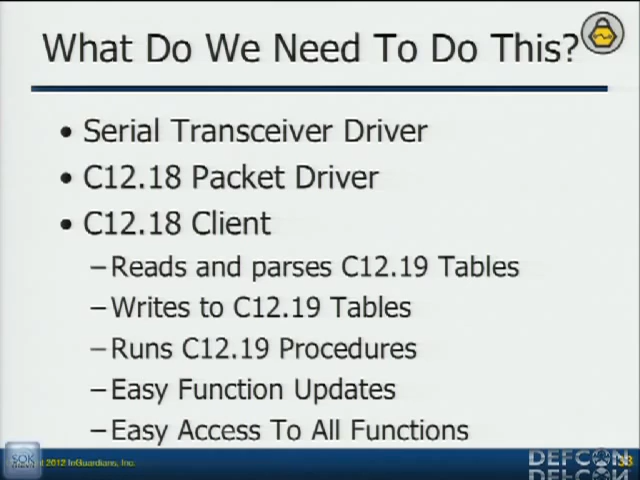 What Do We Need To Do This?
• Serial Transceiver Driver
• C12.18 Packet Driver
• C12.18 Client
– Reads and parses C12.19 Tables
– Writes to C12.19 Tables
– Runs C12.19 Procedures
– Easy Function Updates
– Easy Access To All Functions
2012 InGuardians, Inc.
DEFCON
33